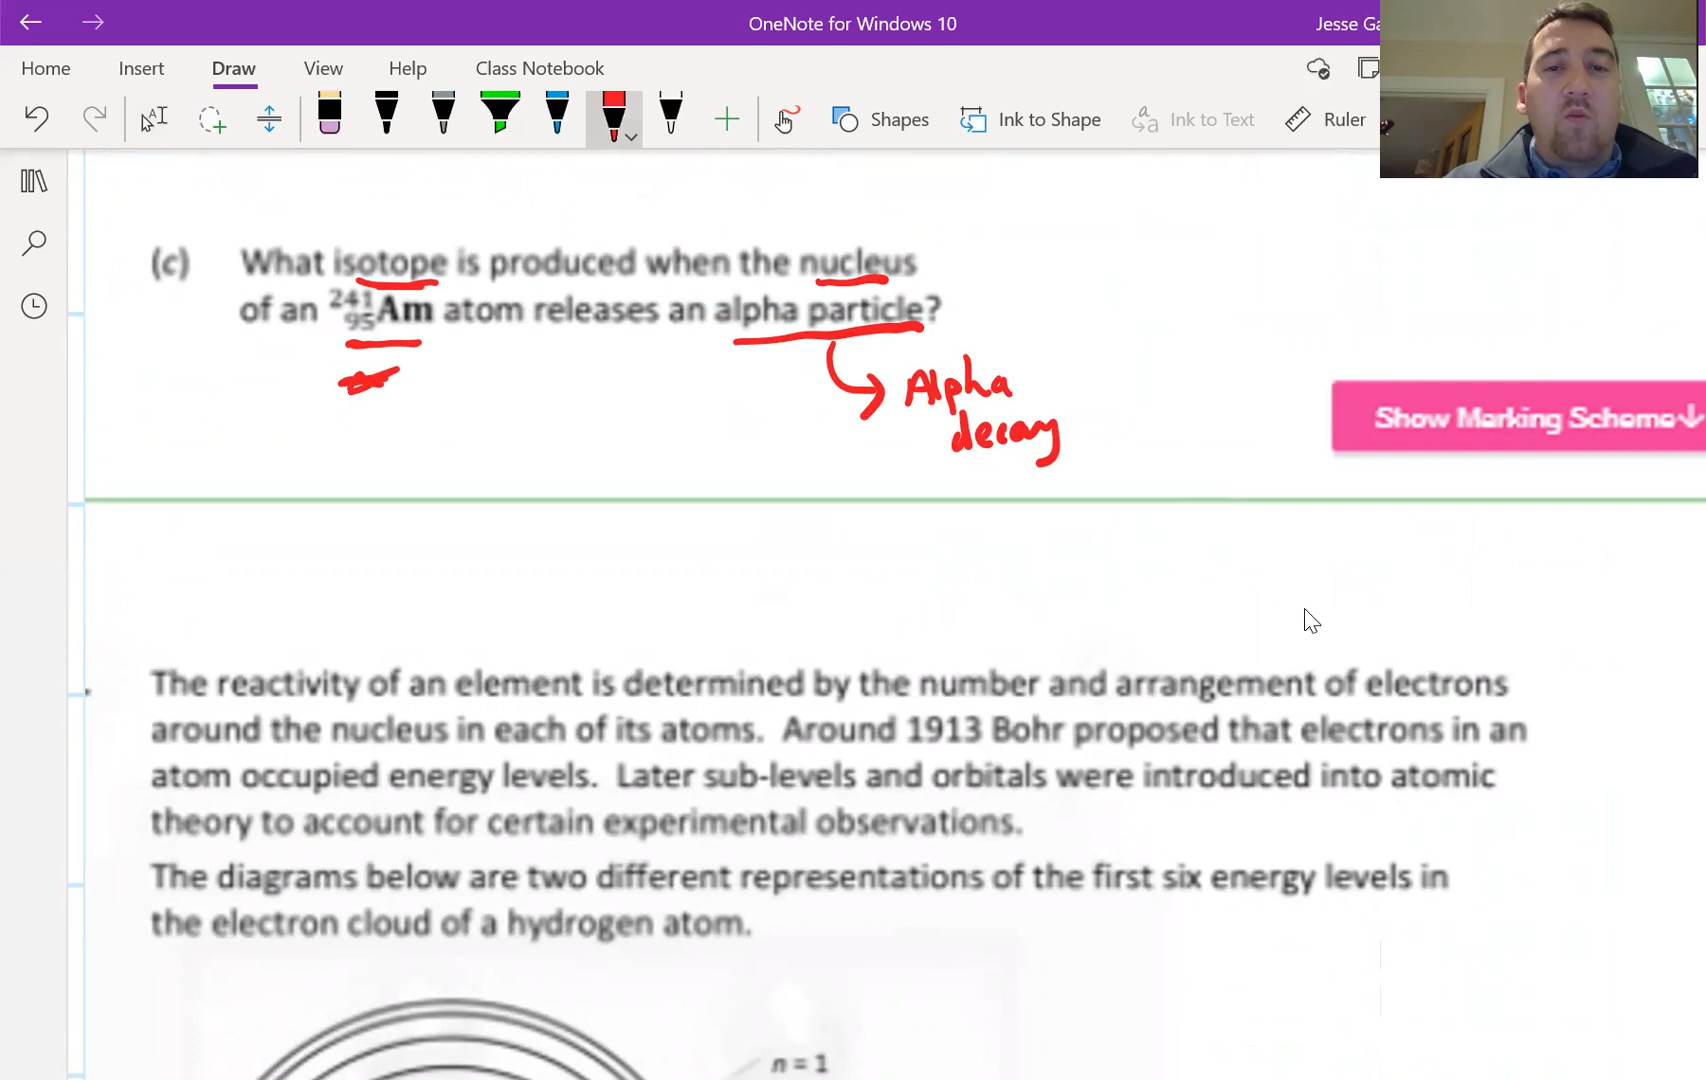 OneNote for Windows 10
Jesse Ga
Home Insert Draw View Help Class Notebook
Shapes Ink to Shape Ink to Text Ruler
(c) What isotope is produced when the nucleus
of an ²⁴¹₉₅Am atom releases an alpha particle?
Alpha
decay
Show Marking Scheme↓
The reactivity of an element is determined by the number and arrangement of electrons
around the nucleus in each of its atoms. Around 1913 Bohr proposed that electrons in an
atom occupied energy levels. Later sub-levels and orbitals were introduced into atomic
theory to account for certain experimental observations.
The diagrams below are two different representations of the first six energy levels in
the electron cloud of a hydrogen atom.
n = 1